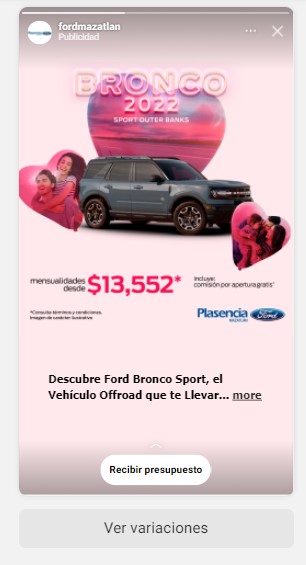 fordmazatlan
Publicidad
BRONCO
2022
SPORT OUTER BANKS
mensualidades
desde $13,552*
incluye:
comisión por apertura gratis*
*Consulta términos y condiciones.
Imagen de carácter ilustrativo
Plasencia
MAZATLÁN
Ford
Descubre Ford Bronco Sport, el
Vehículo Offroad que te Llevar... more
Recibir presupuesto
Ver variaciones